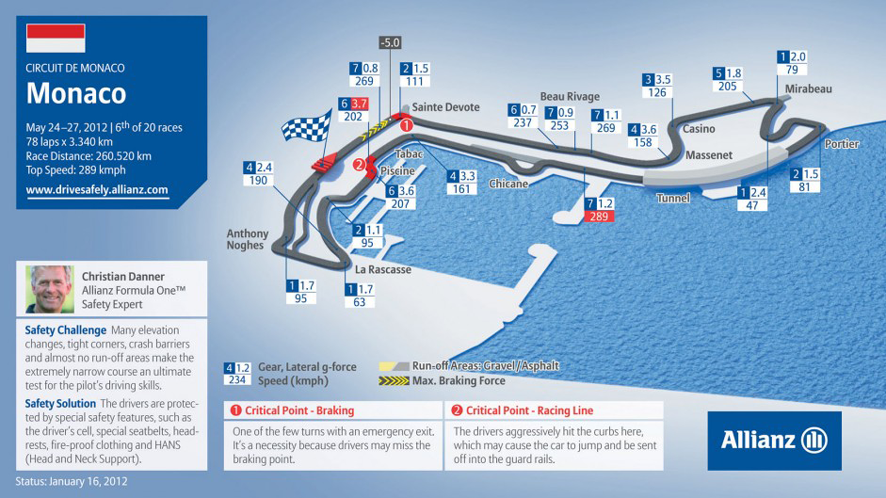 CIRCUIT DE MONACO
Monaco
May 24–27, 2012 | 6th of 20 races
78 laps x 3.340 km
Race Distance: 260.520 km
Top Speed: 289 kmph
www.drivesafely.allianz.com
-5.0
7 0.8
269
2 1.5
111
6 3.7
202
Sainte Devote
1
2
Tabac
Piscine
6 3.6
207
4 3.3
161
4 2.4
190
2 1.1
95
Anthony
Noghes
La Rascasse
1 1.7
95
1 1.7
63
Beau Rivage
6 0.7
237
7 0.9
253
7 1.1
269
Chicane
7 1.2
289
3 3.5
126
4 3.6
158
Casino
Massenet
5 1.8
205
1 2.0
79
Mirabeau
Portier
2 1.5
81
1 2.4
47
Tunnel
Christian Danner
Allianz Formula One™
Safety Expert
Safety Challenge Many elevation
changes, tight corners, crash barriers
and almost no run-off areas make the
extremely narrow course an ultimate
test for the pilot's driving skills.
Safety Solution The drivers are protec-
ted by special safety features, such as
the driver's cell, special seatbelts, head-
rests, fire-proof clothing and HANS
(Head and Neck Support).
Status: January 16, 2012
4 1.2
234
Gear, Lateral g-force
Speed (kmph)
Run-off Areas: Gravel/Asphalt
Max. Braking Force
1 Critical Point - Braking
One of the few turns with an emergency exit.
It's a necessity because drivers may miss the
braking point.
2 Critical Point - Racing Line
The drivers aggressively hit the curbs here,
which may cause the car to jump and be sent
off into the guard rails.
Allianz